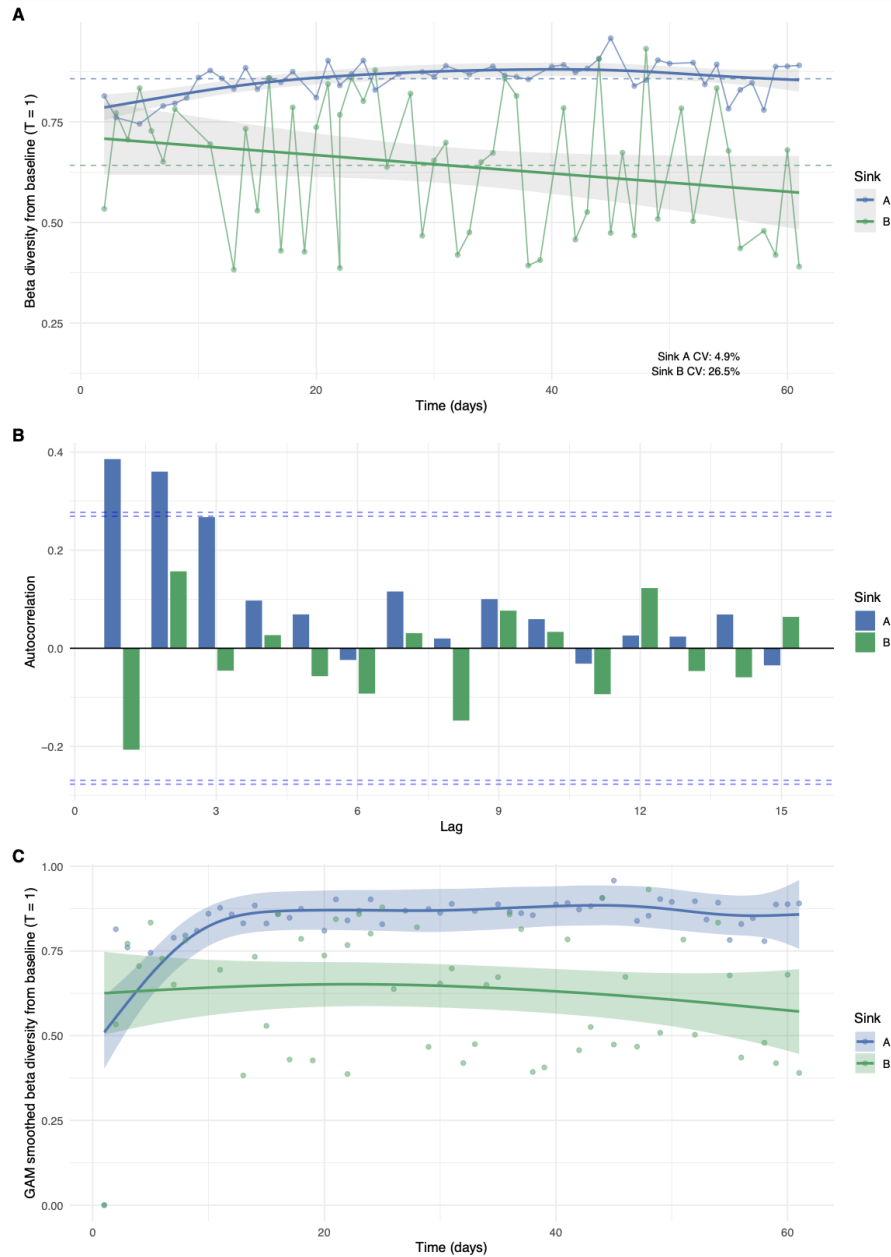 A
Beta diversity from baseline (T = 1)
0.75
0.50
0.25
Sink A CV: 4.9%
Sink B CV: 26.5%
0
20
40
60
Time (days)
Sink
A
B
B
Autocorrelation
0.4
0.2
0.0
−0.2
0
3
6
9
12
15
Lag
Sink
A
B
C
GAM smoothed beta diversity from baseline (T = 1)
1.00
0.75
0.50
0.25
0.00
0
20
40
60
Time (days)
Sink
A
B